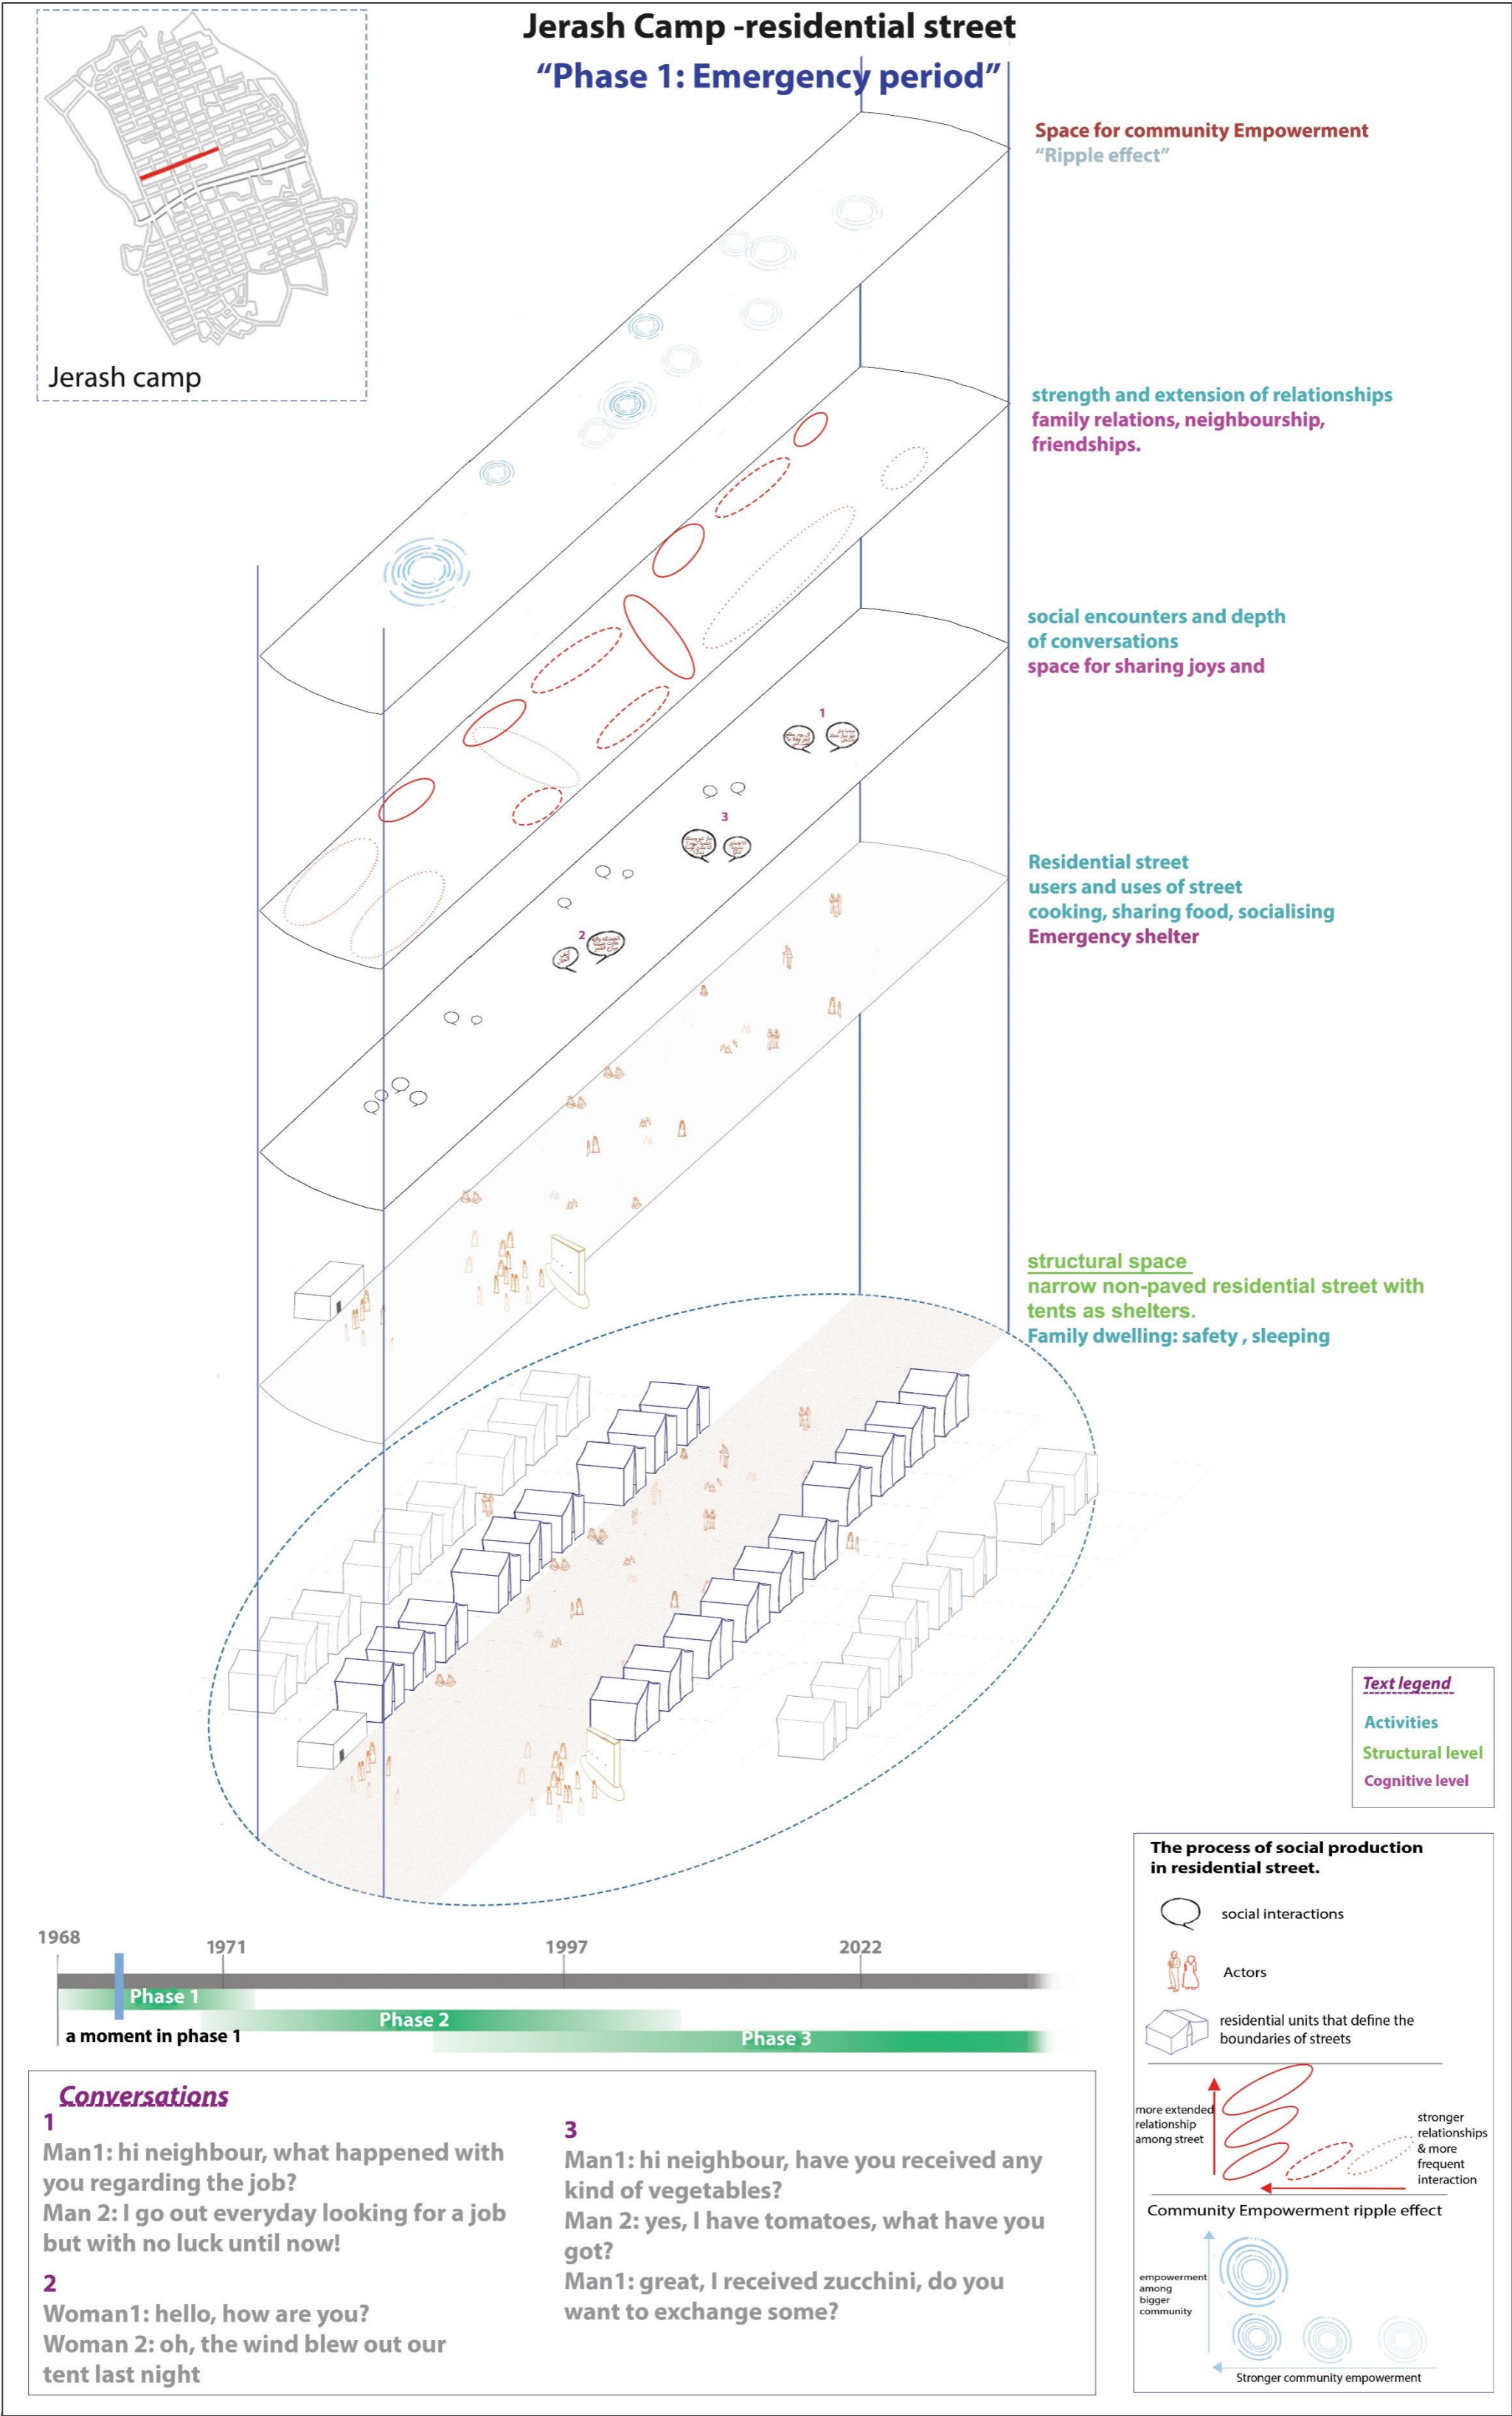 Jerash Camp -residential street
“Phase 1: Emergency period”
Jerash camp
Space for community Empowerment
“Ripple effect”
strength and extension of relationships
family relations, neighbourship,
friendships.
social encounters and depth
of conversations
space for sharing joys and
1
3
2
Residential street
users and uses of street
cooking, sharing food, socialising
Emergency shelter
structural space
narrow non-paved residential street with
tents as shelters.
Family dwelling: safety , sleeping
Text legend
Activities
Structural level
Cognitive level
The process of social production
in residential street.
social interactions
Actors
residential units that define the
boundaries of streets
more extended
relationship
among street
stronger
relationships
& more
frequent
interaction
Community Empowerment ripple effect
empowerment
among
bigger
community
Stronger community empowerment
1968
1971
1997
2022
Phase 1
Phase 2
Phase 3
a moment in phase 1
Conversations
1
Man1: hi neighbour, what happened with
you regarding the job?
Man 2: I go out everyday looking for a job
but with no luck until now!
2
Woman1: hello, how are you?
Woman 2: oh, the wind blew out our
tent last night
3
Man1: hi neighbour, have you received any
kind of vegetables?
Man 2: yes, I have tomatoes, what have you
got?
Man1: great, I received zucchini, do you
want to exchange some?